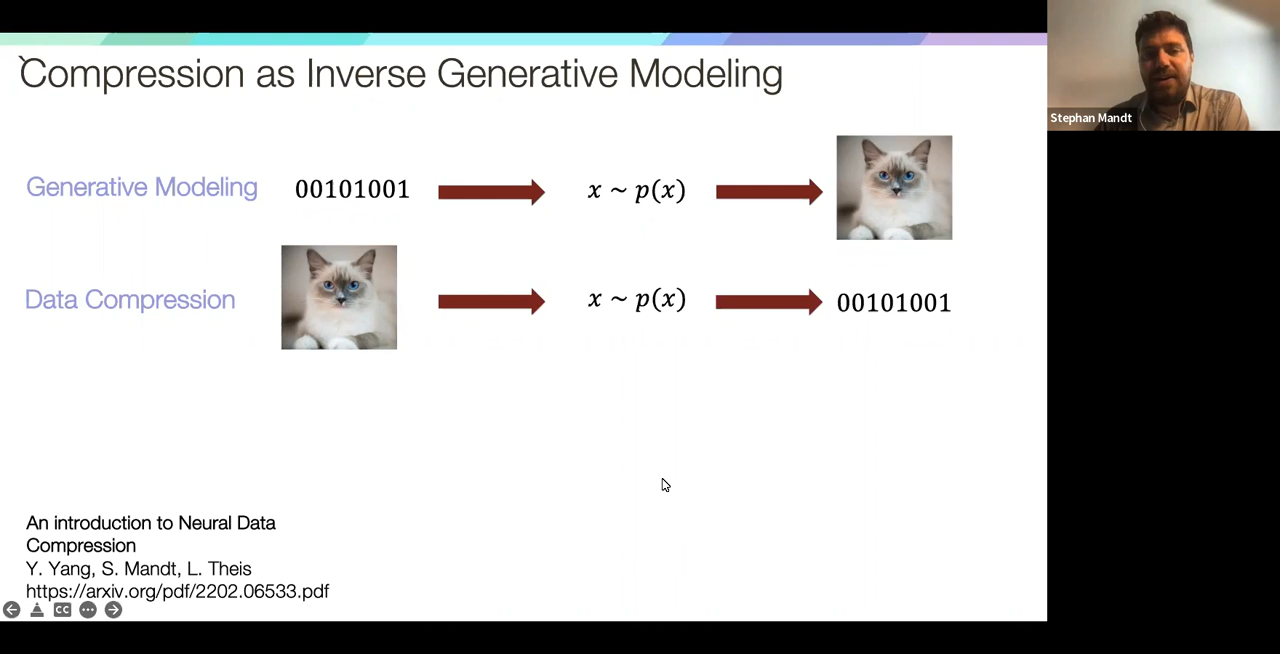 `Compression as Inverse Generative Modeling
Stephan Mandt
Generative Modeling 00101001 x ~ p(x)
Data Compression x ~ p(x) 00101001
An introduction to Neural Data
Compression
Y. Yang, S. Mandt, L. Theis
https://arxiv.org/pdf/2202.06533.pdf
CC